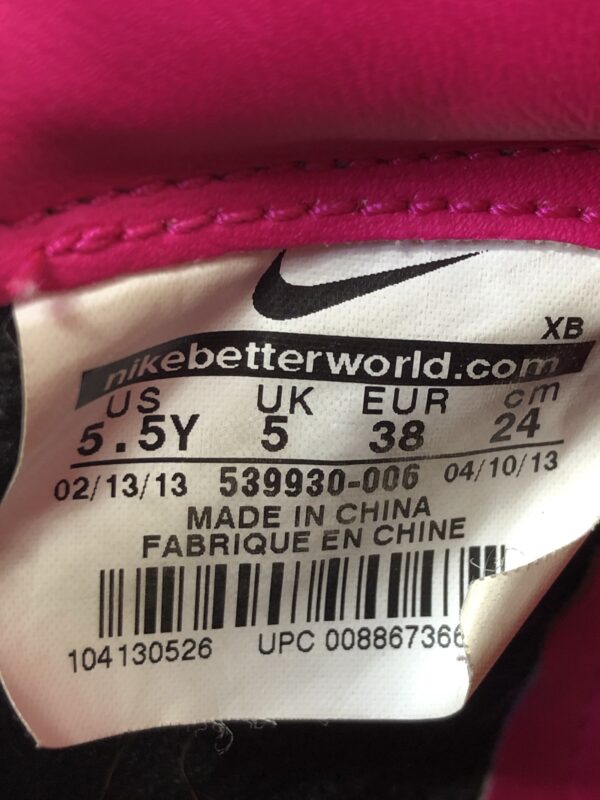 XB
nikebetterworld.com
US UK EUR cm
5.5Y 5 38 24
02/13/13 539930-006 04/10/13
MADE IN CHINA
FABRIQUE EN CHINE
104130526 UPC 008867366